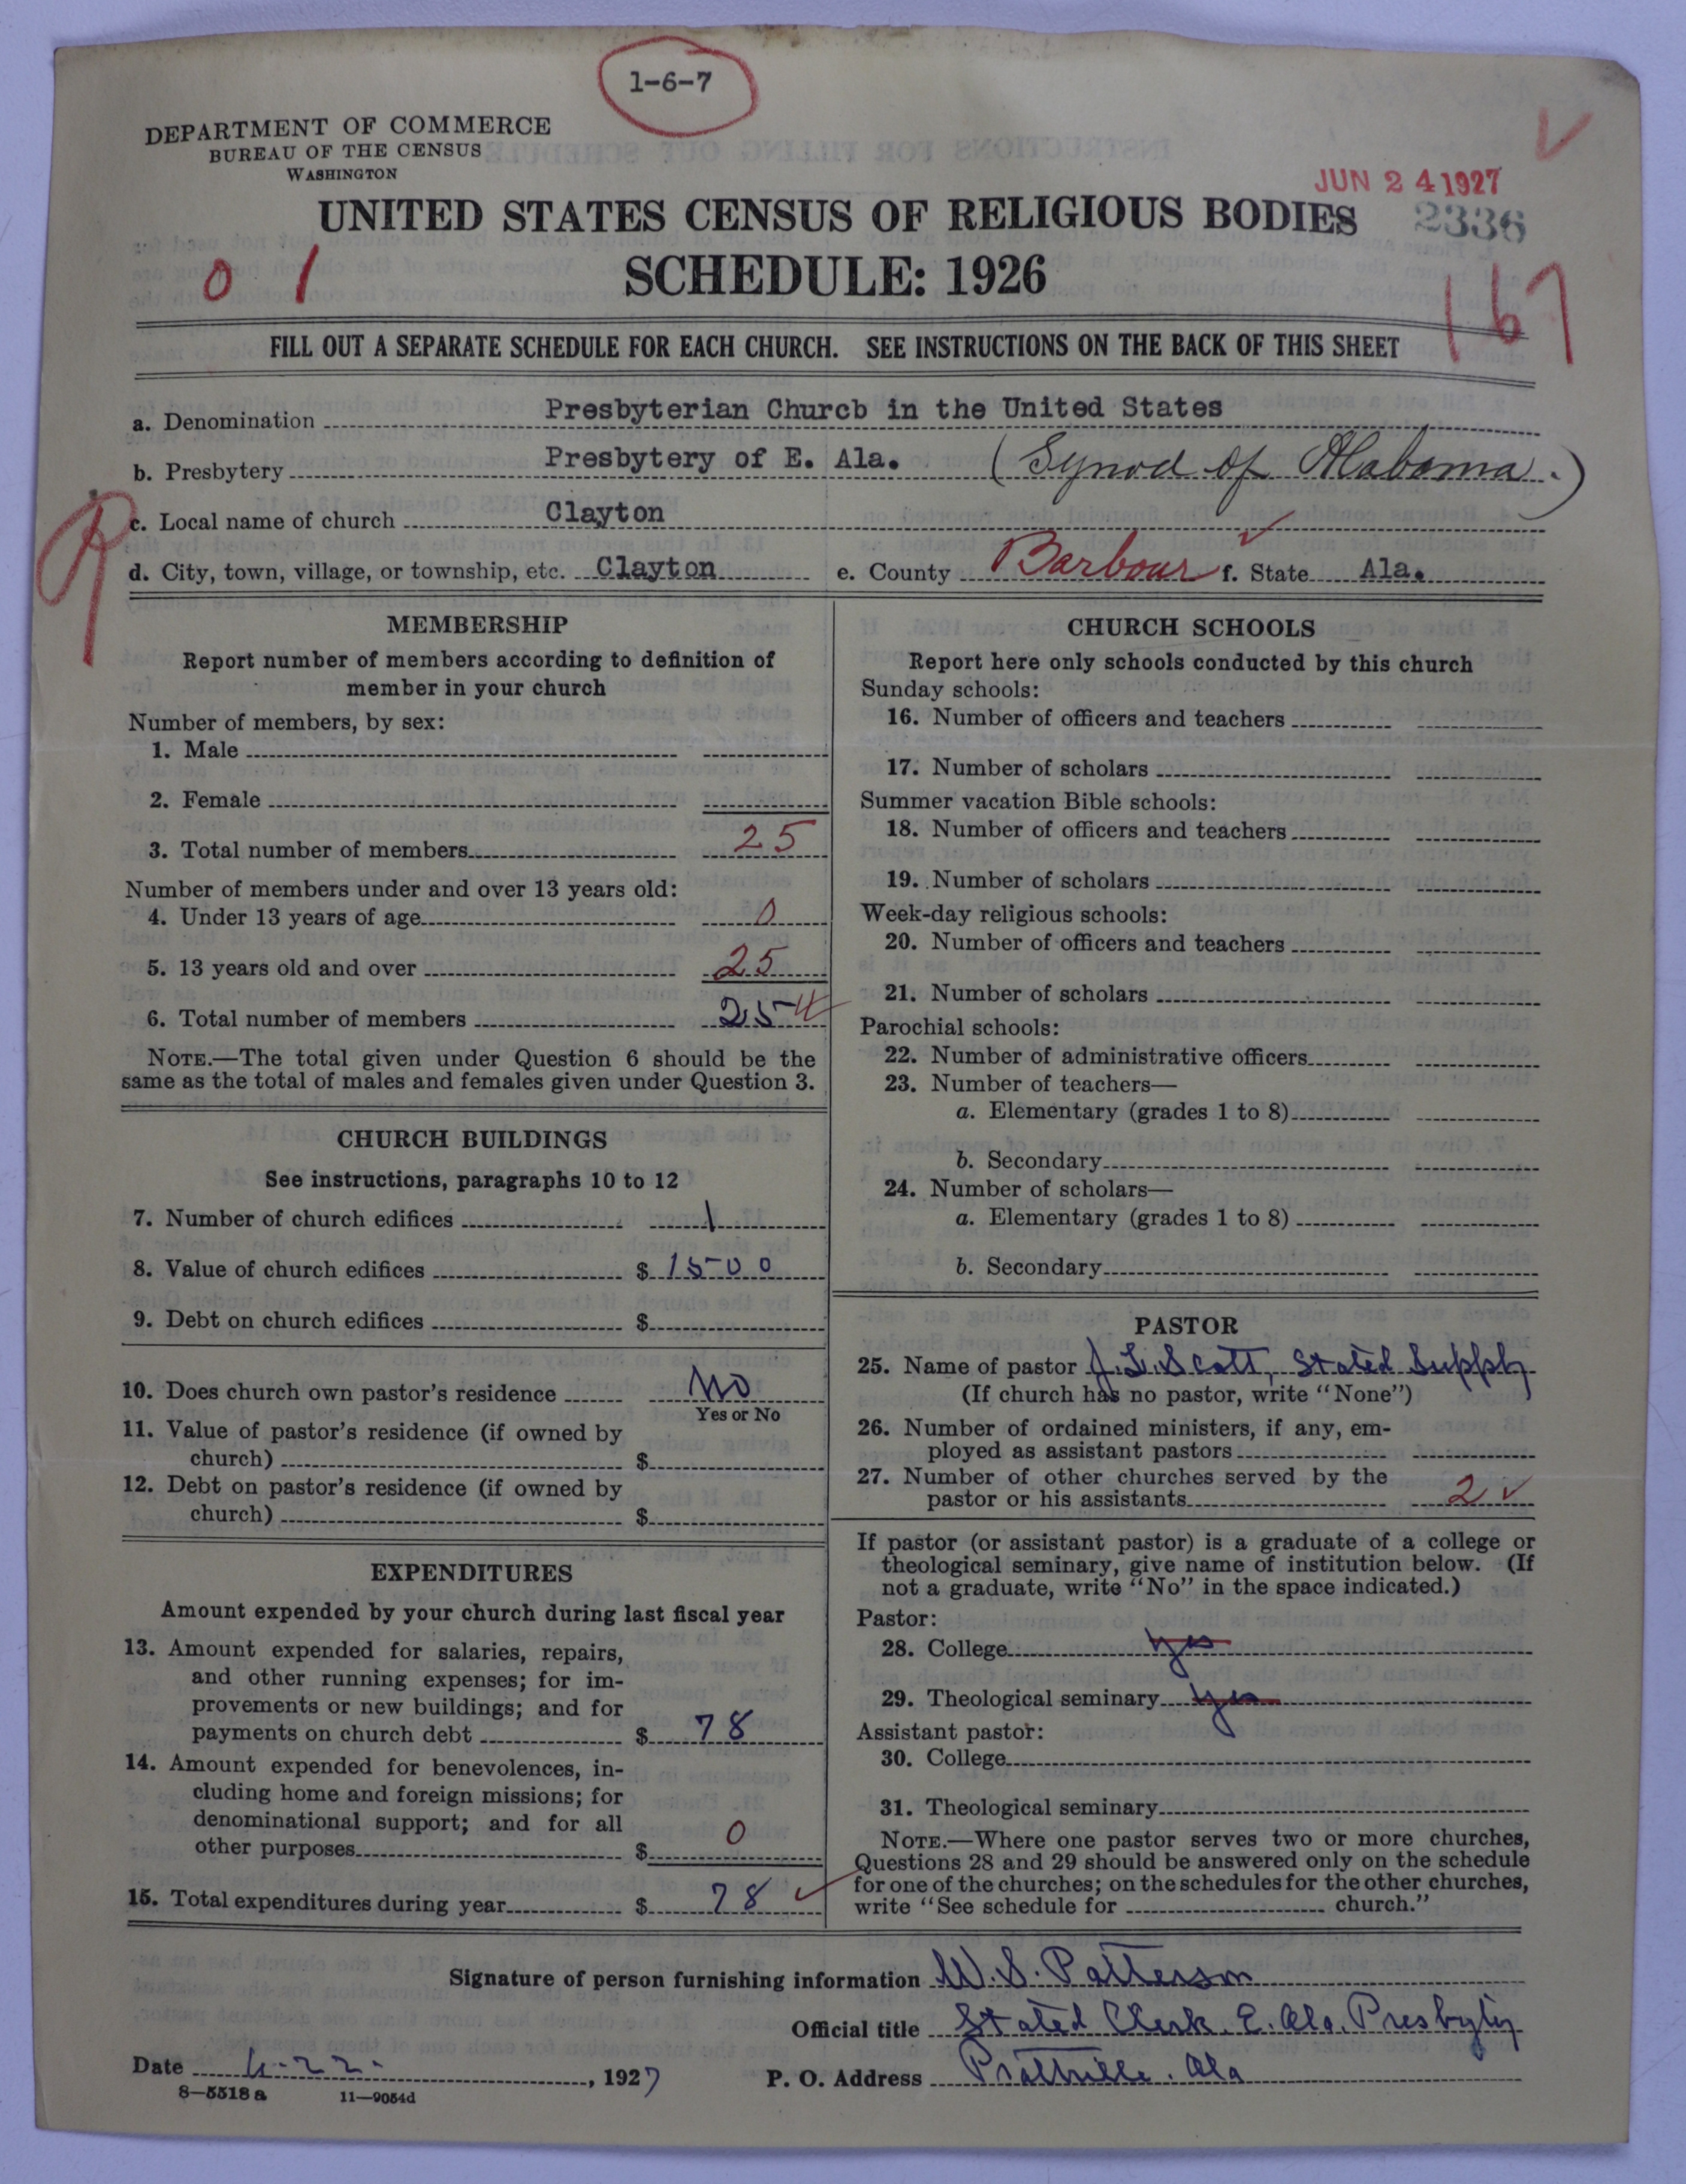 1-6-7
DEPARTMENT OF COMMERCE
BUREAU OF THE CENSUS
WASHINGTON
JUN 24 1927
UNITED STATES CENSUS OF RELIGIOUS BODIES
2336
SCHEDULE: 1926
0 1
167
FILL OUT A SEPARATE SCHEDULE FOR EACH CHURCH. SEE INSTRUCTIONS ON THE BACK OF THIS SHEET
a. Denomination Presbyterian Churcb in the United States
b. Presbytery Presbytery of E. Ala. (Synod of Alabama.)
c. Local name of church Clayton
d. City, town, village, or township, etc. Clayton e. County Barbour f. State Ala.
MEMBERSHIP
Report number of members according to definition of
member in your church
Number of members, by sex:
1. Male
2. Female
3. Total number of members 25
Number of members under and over 13 years old:
4. Under 13 years of age 0
5. 13 years old and over 25
6. Total number of members 25
NOTE.—The total given under Question 6 should be the
same as the total of males and females given under Question 3.
CHURCH BUILDINGS
See instructions, paragraphs 10 to 12
7. Number of church edifices 1
8. Value of church edifices $ 1500
9. Debt on church edifices $
10. Does church own pastor's residence No
Yes or No
11. Value of pastor's residence (if owned by
church) $
12. Debt on pastor's residence (if owned by
church) $
EXPENDITURES
Amount expended by your church during last fiscal year
13. Amount expended for salaries, repairs,
and other running expenses; for im-
provements or new buildings; and for
payments on church debt $ 78
14. Amount expended for benevolences, in-
cluding home and foreign missions; for
denominational support; and for all
other purposes $ 0
15. Total expenditures during year $ 78
CHURCH SCHOOLS
Report here only schools conducted by this church
Sunday schools:
16. Number of officers and teachers
17. Number of scholars
Summer vacation Bible schools:
18. Number of officers and teachers
19. Number of scholars
Week-day religious schools:
20. Number of officers and teachers
21. Number of scholars
Parochial schools:
22. Number of administrative officers
23. Number of teachers—
a. Elementary (grades 1 to 8)
b. Secondary
24. Number of scholars—
a. Elementary (grades 1 to 8)
b. Secondary
PASTOR
25. Name of pastor J. L. Scott, Stated Supply
(If church has no pastor, write "None")
26. Number of ordained ministers, if any, em-
ployed as assistant pastors
27. Number of other churches served by the
pastor or his assistants 2
If pastor (or assistant pastor) is a graduate of a college or
theological seminary, give name of institution below. (If
not a graduate, write "No" in the space indicated.)
Pastor:
28. College yes
29. Theological seminary yes
Assistant pastor:
30. College
31. Theological seminary
NOTE.—Where one pastor serves two or more churches,
Questions 28 and 29 should be answered only on the schedule
for one of the churches; on the schedules for the other churches,
write "See schedule for church."
Signature of person furnishing information W. S. Patterson
Official title Stated Clerk. E. Ala. Presbytery
Date 6-22-, 1927 P. O. Address Prattville. Ala
8—5518 a 11—9054d